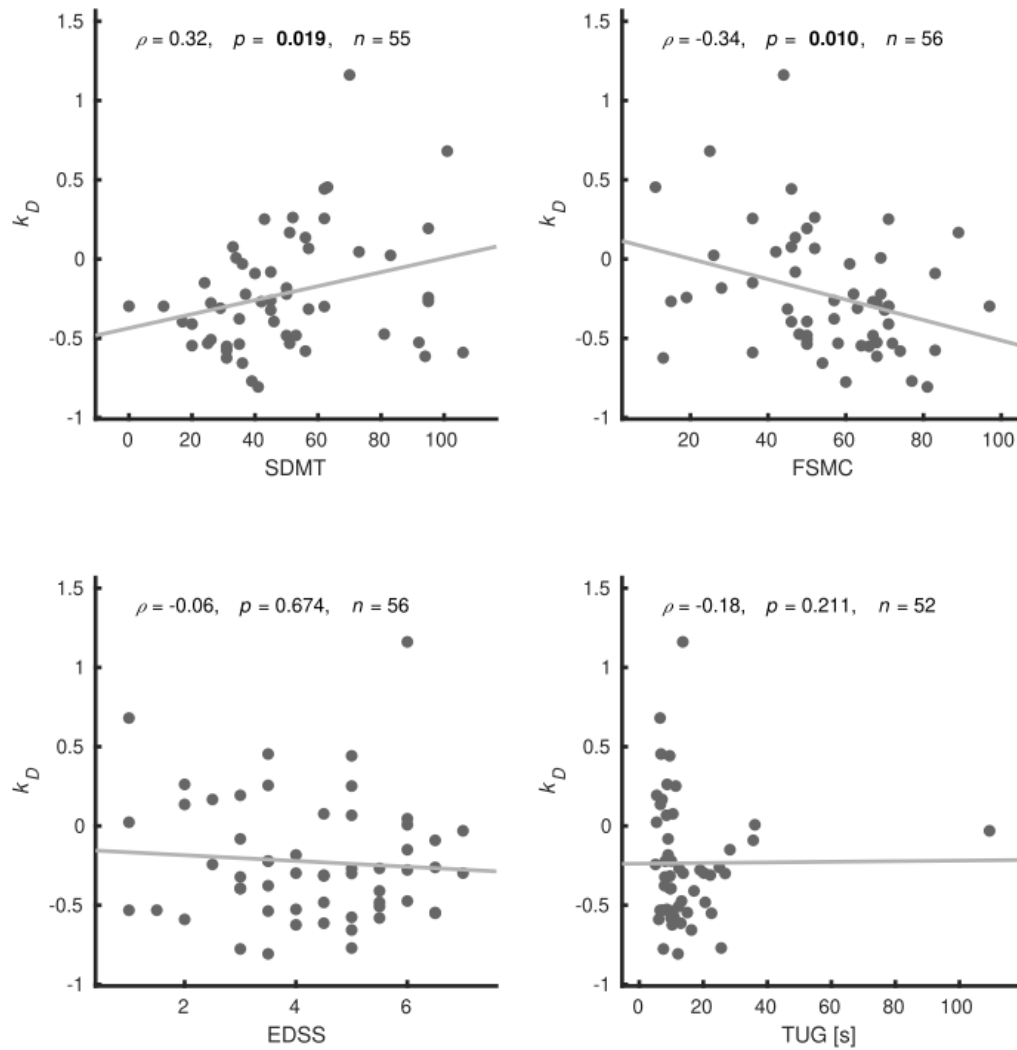 ρ = 0.32, p = 0.019, n = 55
1.5
1
0.5
0
-0.5
-1
k_D
0 20 40 60 80 100
SDMT
ρ = -0.34, p = 0.010, n = 56
1.5
1
0.5
0
-0.5
-1
k_D
20 40 60 80 100
FSMC
ρ = -0.06, p = 0.674, n = 56
1.5
1
0.5
0
-0.5
-1
k_D
2 4 6
EDSS
ρ = -0.18, p = 0.211, n = 52
1.5
1
0.5
0
-0.5
-1
k_D
0 20 40 60 80 100
TUG [s]